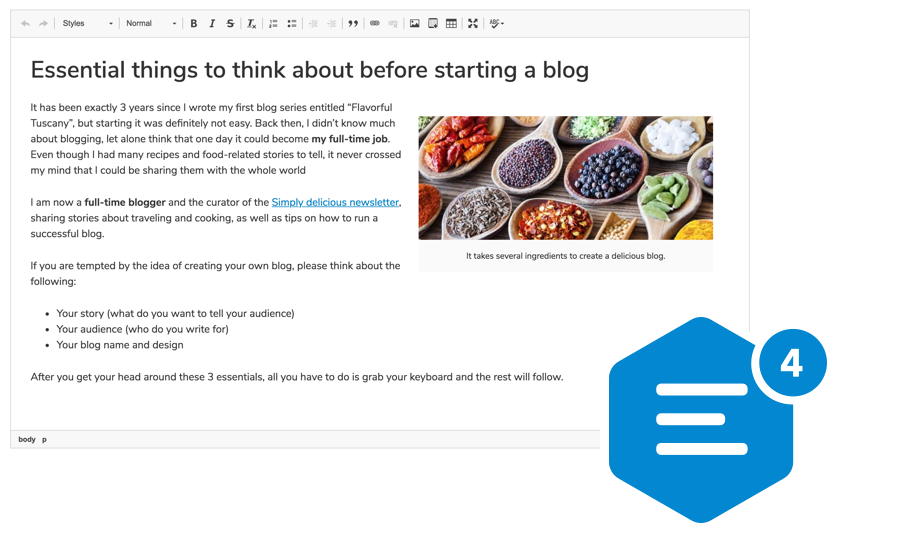 Styles Normal B I S Tx ABC
Essential things to think about before starting a blog
It has been exactly 3 years since I wrote my first blog series entitled “Flavorful
Tuscany”, but starting it was definitely not easy. Back then, I didn’t know much
about blogging, let alone think that one day it could become my full-time job.
Even though I had many recipes and food-related stories to tell, it never crossed
my mind that I could be sharing them with the whole world
I am now a full-time blogger and the curator of the Simply delicious newsletter,
sharing stories about traveling and cooking, as well as tips on how to run a
successful blog.
If you are tempted by the idea of creating your own blog, please think about the
following:
• Your story (what do you want to tell your audience)
• Your audience (who do you write for)
• Your blog name and design
After you get your head around these 3 essentials, all you have to do is grab your keyboard and the rest will follow.
It takes several ingredients to create a delicious blog.
4
body p